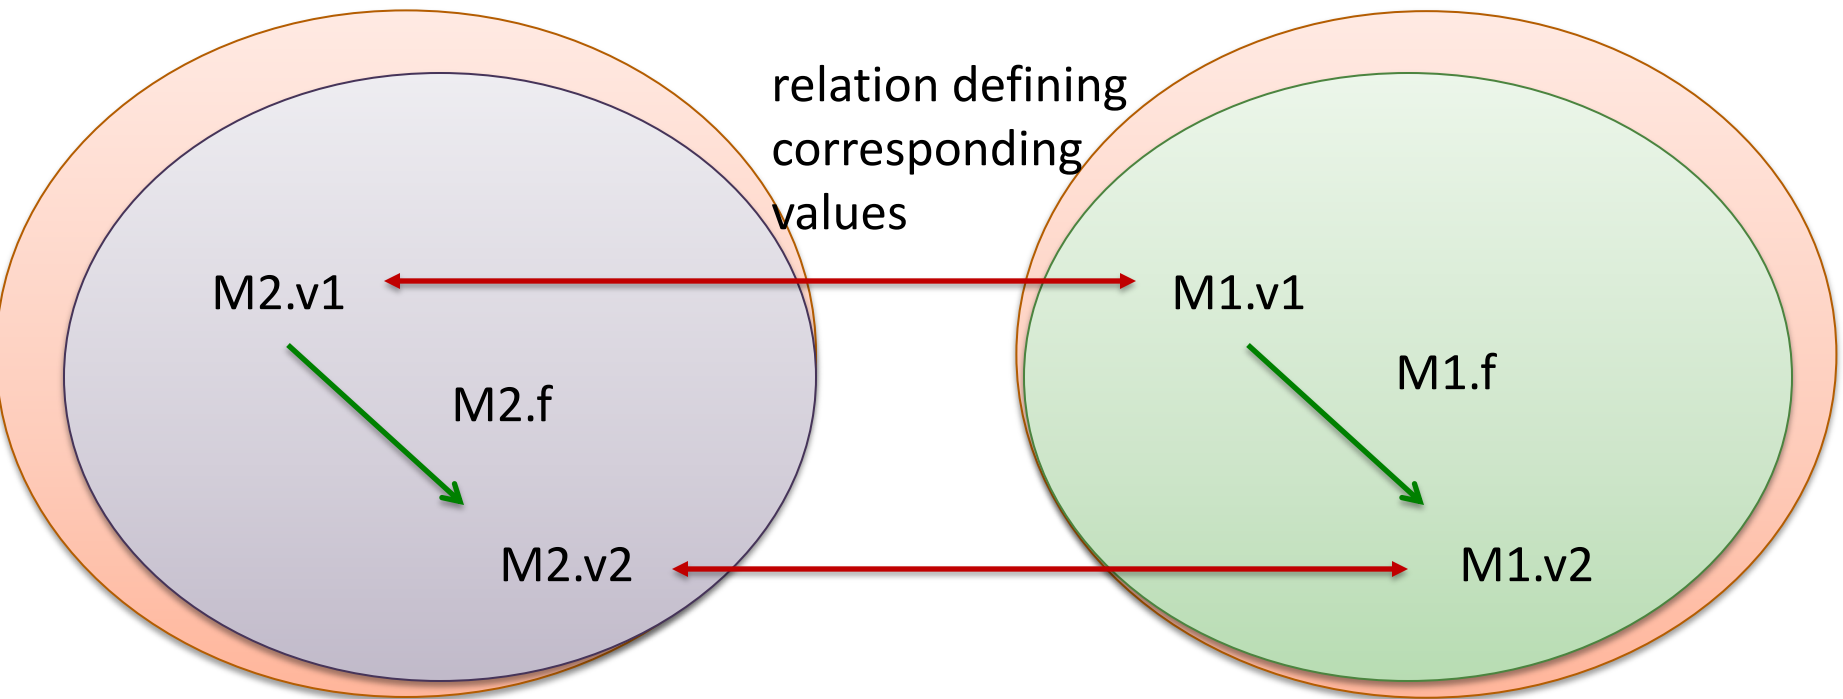 relation defining
corresponding
values
M2.v1
M1.v1
M2.f
M1.f
M2.v2
M1.v2